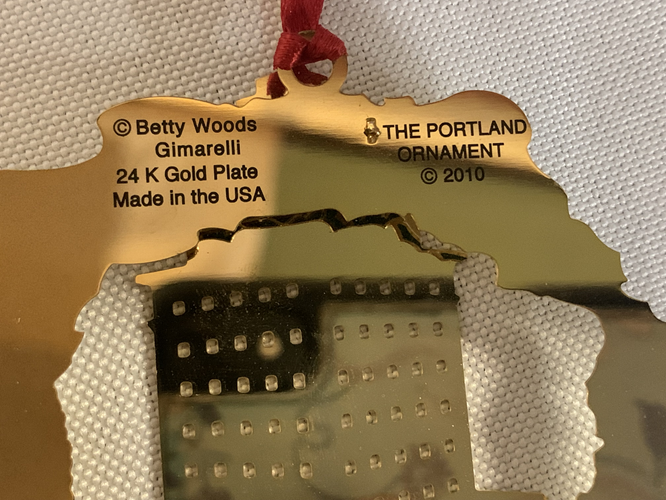 © Betty Woods
Gimarelli
24 K Gold Plate
Made in the USA
THE PORTLAND
ORNAMENT
© 2010